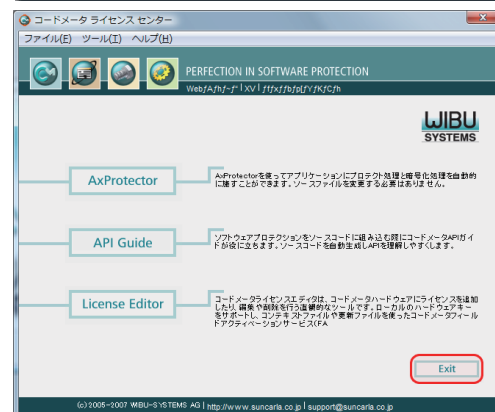 コードメータ ライセンス センター
ファイル(E) ツール(T) ヘルプ(H)
PERFECTION IN SOFTWARE PROTECTION
WIBU
SYSTEMS
AxProtector
AxProtectorを使ってアプリケーションにプロテクト処理と暗号化処理を自動的
に施すことができます。ソースファイルを変更する必要はありません。
API Guide
ソフトウェアプロテクションをソースコードに組み込む際にコードメータAPIガイ
ドが役に立ちます。ソースコードを自動生成しAPIを理解しやすくします。
License Editor
コードメータライセンスエディタは、コードメータハードウェアにライセンスを追加
したり、編集や削除を行う直観的なツールです。ローカルのハードウェアキー
をサポートし、コンテキストファイルや更新ファイルを使ったコードメータフィール
ドアクティベーションサービス(FA
Exit
(c) 2005-2007 WIBU-SYSTEMS AG | http://www.suncarla.co.jp | support@suncarla.co.jp